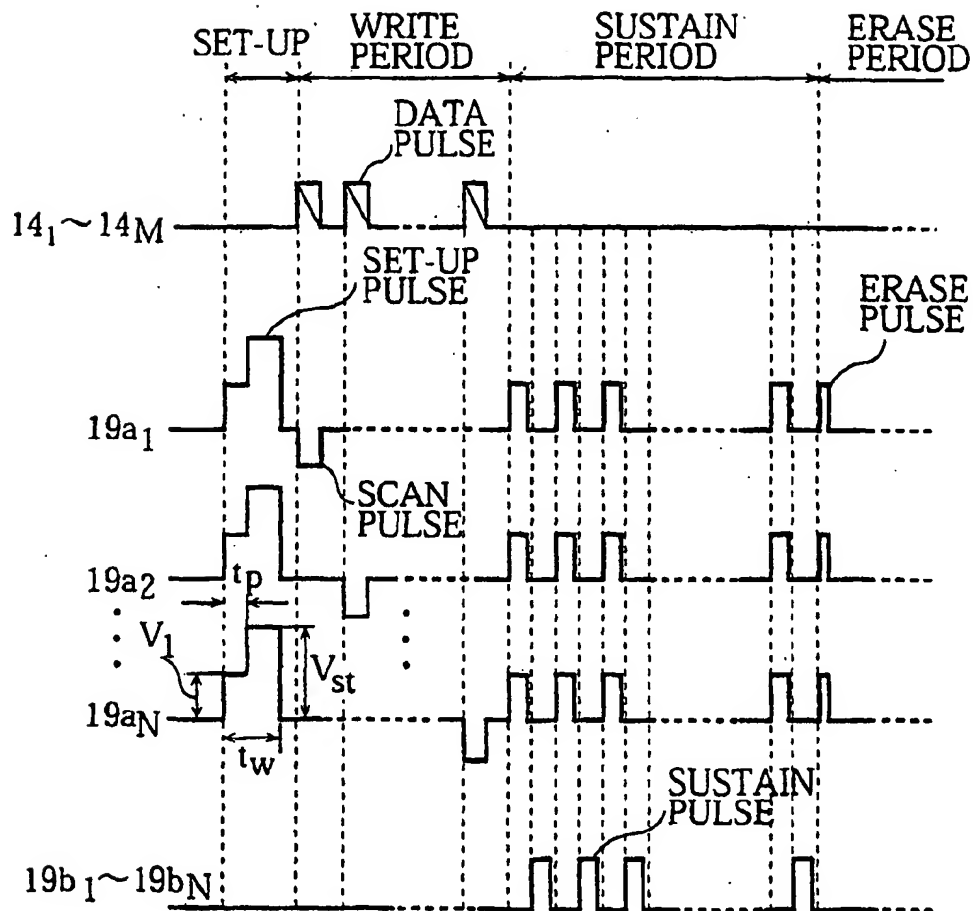 SET-UP
WRITE
PERIOD
SUSTAIN
PERIOD
ERASE
PERIOD
DATA
PULSE
14₁~14M
SET-UP
PULSE
ERASE
PULSE
19a₁
SCAN
PULSE
19a₂
tp
V₁
Vst
19aN
tw
SUSTAIN
PULSE
19b₁~19bN